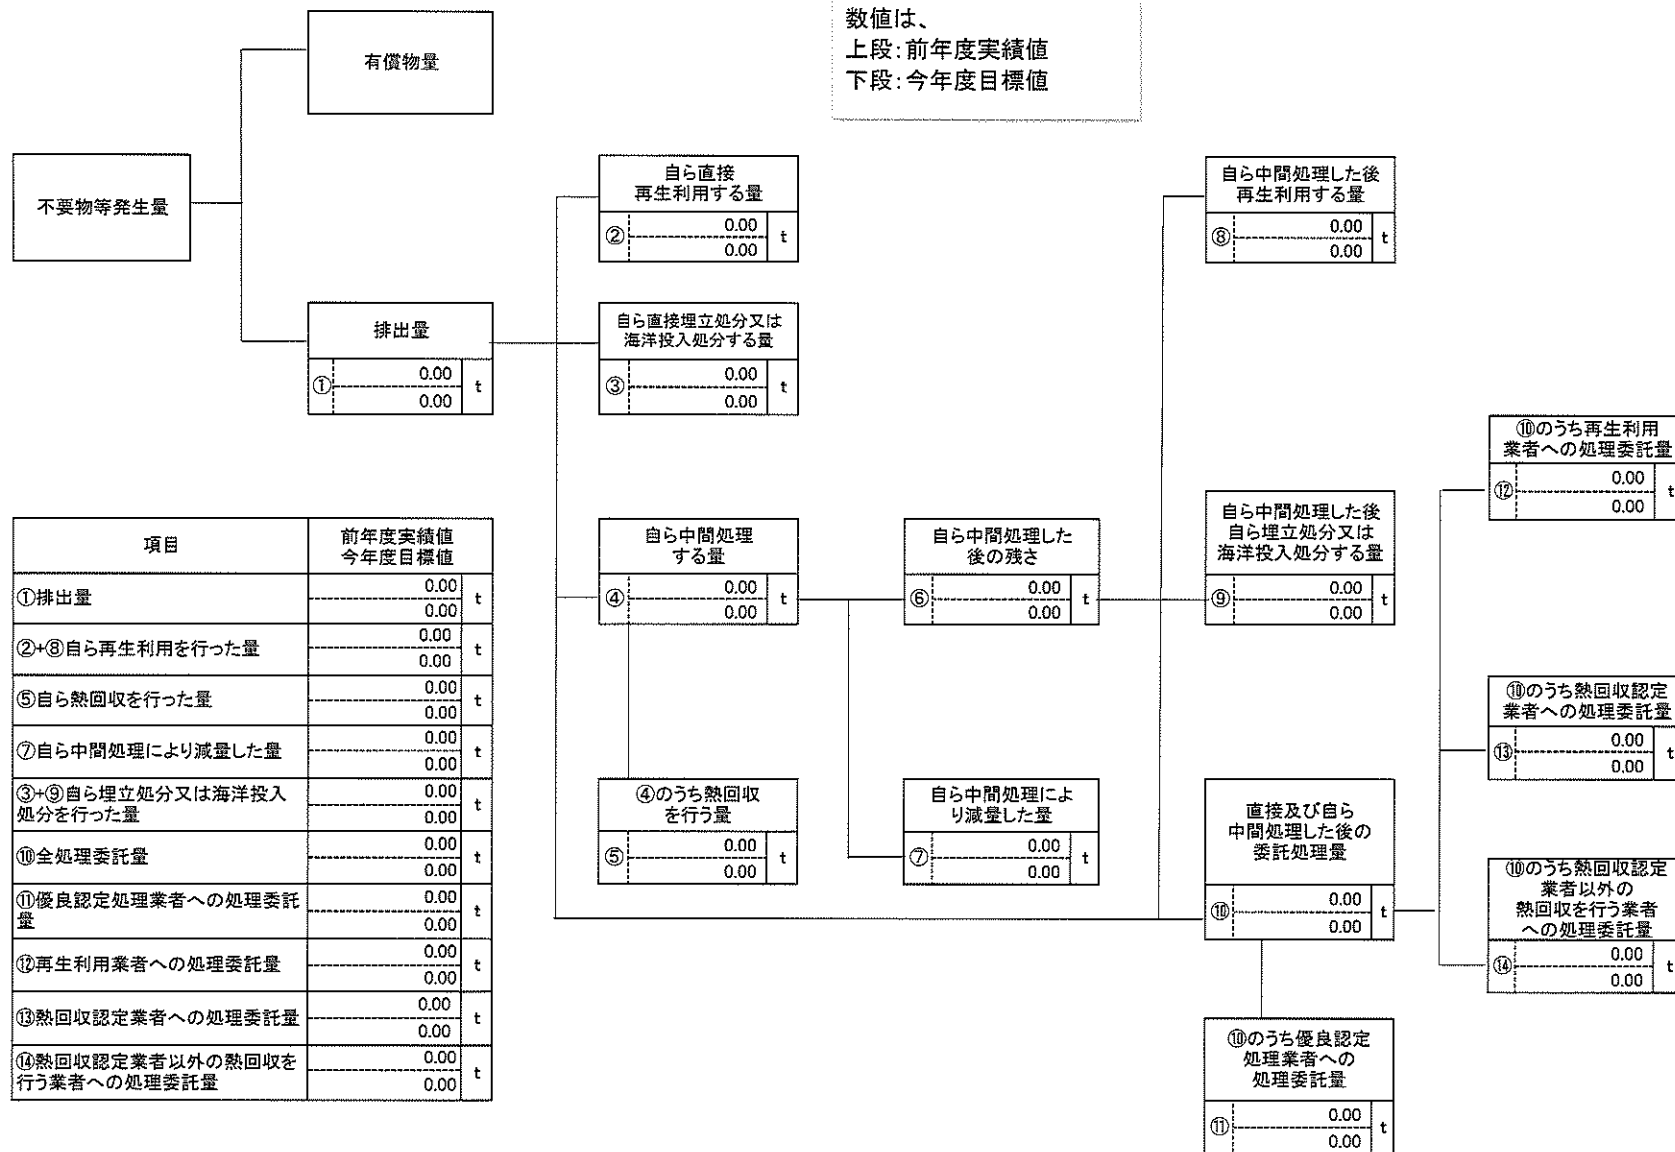 数値は、
上段:前年度実績値
下段:今年度目標値
有償物量
不要物等発生量
排出量
① 0.00 t
0.00
自ら直接
再生利用する量
② 0.00 t
0.00
自ら直接埋立処分又は
海洋投入処分する量
③ 0.00 t
0.00
自ら中間処理
する量
④ 0.00 t
0.00
④のうち熱回収
を行う量
⑤ 0.00 t
0.00
自ら中間処理した
後の残さ
⑥ 0.00 t
0.00
自ら中間処理によ
り減量した量
⑦ 0.00 t
0.00
自ら中間処理した後
再生利用する量
⑧ 0.00 t
0.00
自ら中間処理した後
自ら埋立処分又は
海洋投入処分する量
⑨ 0.00 t
0.00
直接及び自ら
中間処理した後の
委託処理量
⑩ 0.00 t
0.00
⑩のうち優良認定
処理業者への
処理委託量
⑪ 0.00 t
0.00
⑩のうち再生利用
業者への処理委託量
⑫ 0.00 t
0.00
⑩のうち熱回収認定
業者への処理委託量
⑬ 0.00 t
0.00
⑩のうち熱回収認定
業者以外の
熱回収を行う業者
への処理委託量
⑭ 0.00 t
0.00
項目 前年度実績値
今年度目標値
①排出量 0.00 t
0.00
②+⑧自ら再生利用を行った量 0.00 t
0.00
⑤自ら熱回収を行った量 0.00 t
0.00
⑦自ら中間処理により減量した量 0.00 t
0.00
③+⑨自ら埋立処分又は海洋投入 0.00 t
処分を行った量 0.00
⑩全処理委託量 0.00 t
0.00
⑪優良認定処理業者への処理委託 0.00 t
量 0.00
⑫再生利用業者への処理委託量 0.00 t
0.00
⑬熱回収認定業者への処理委託量 0.00 t
0.00
⑭熱回収認定業者以外の熱回収を 0.00 t
行う業者への処理委託量 0.00